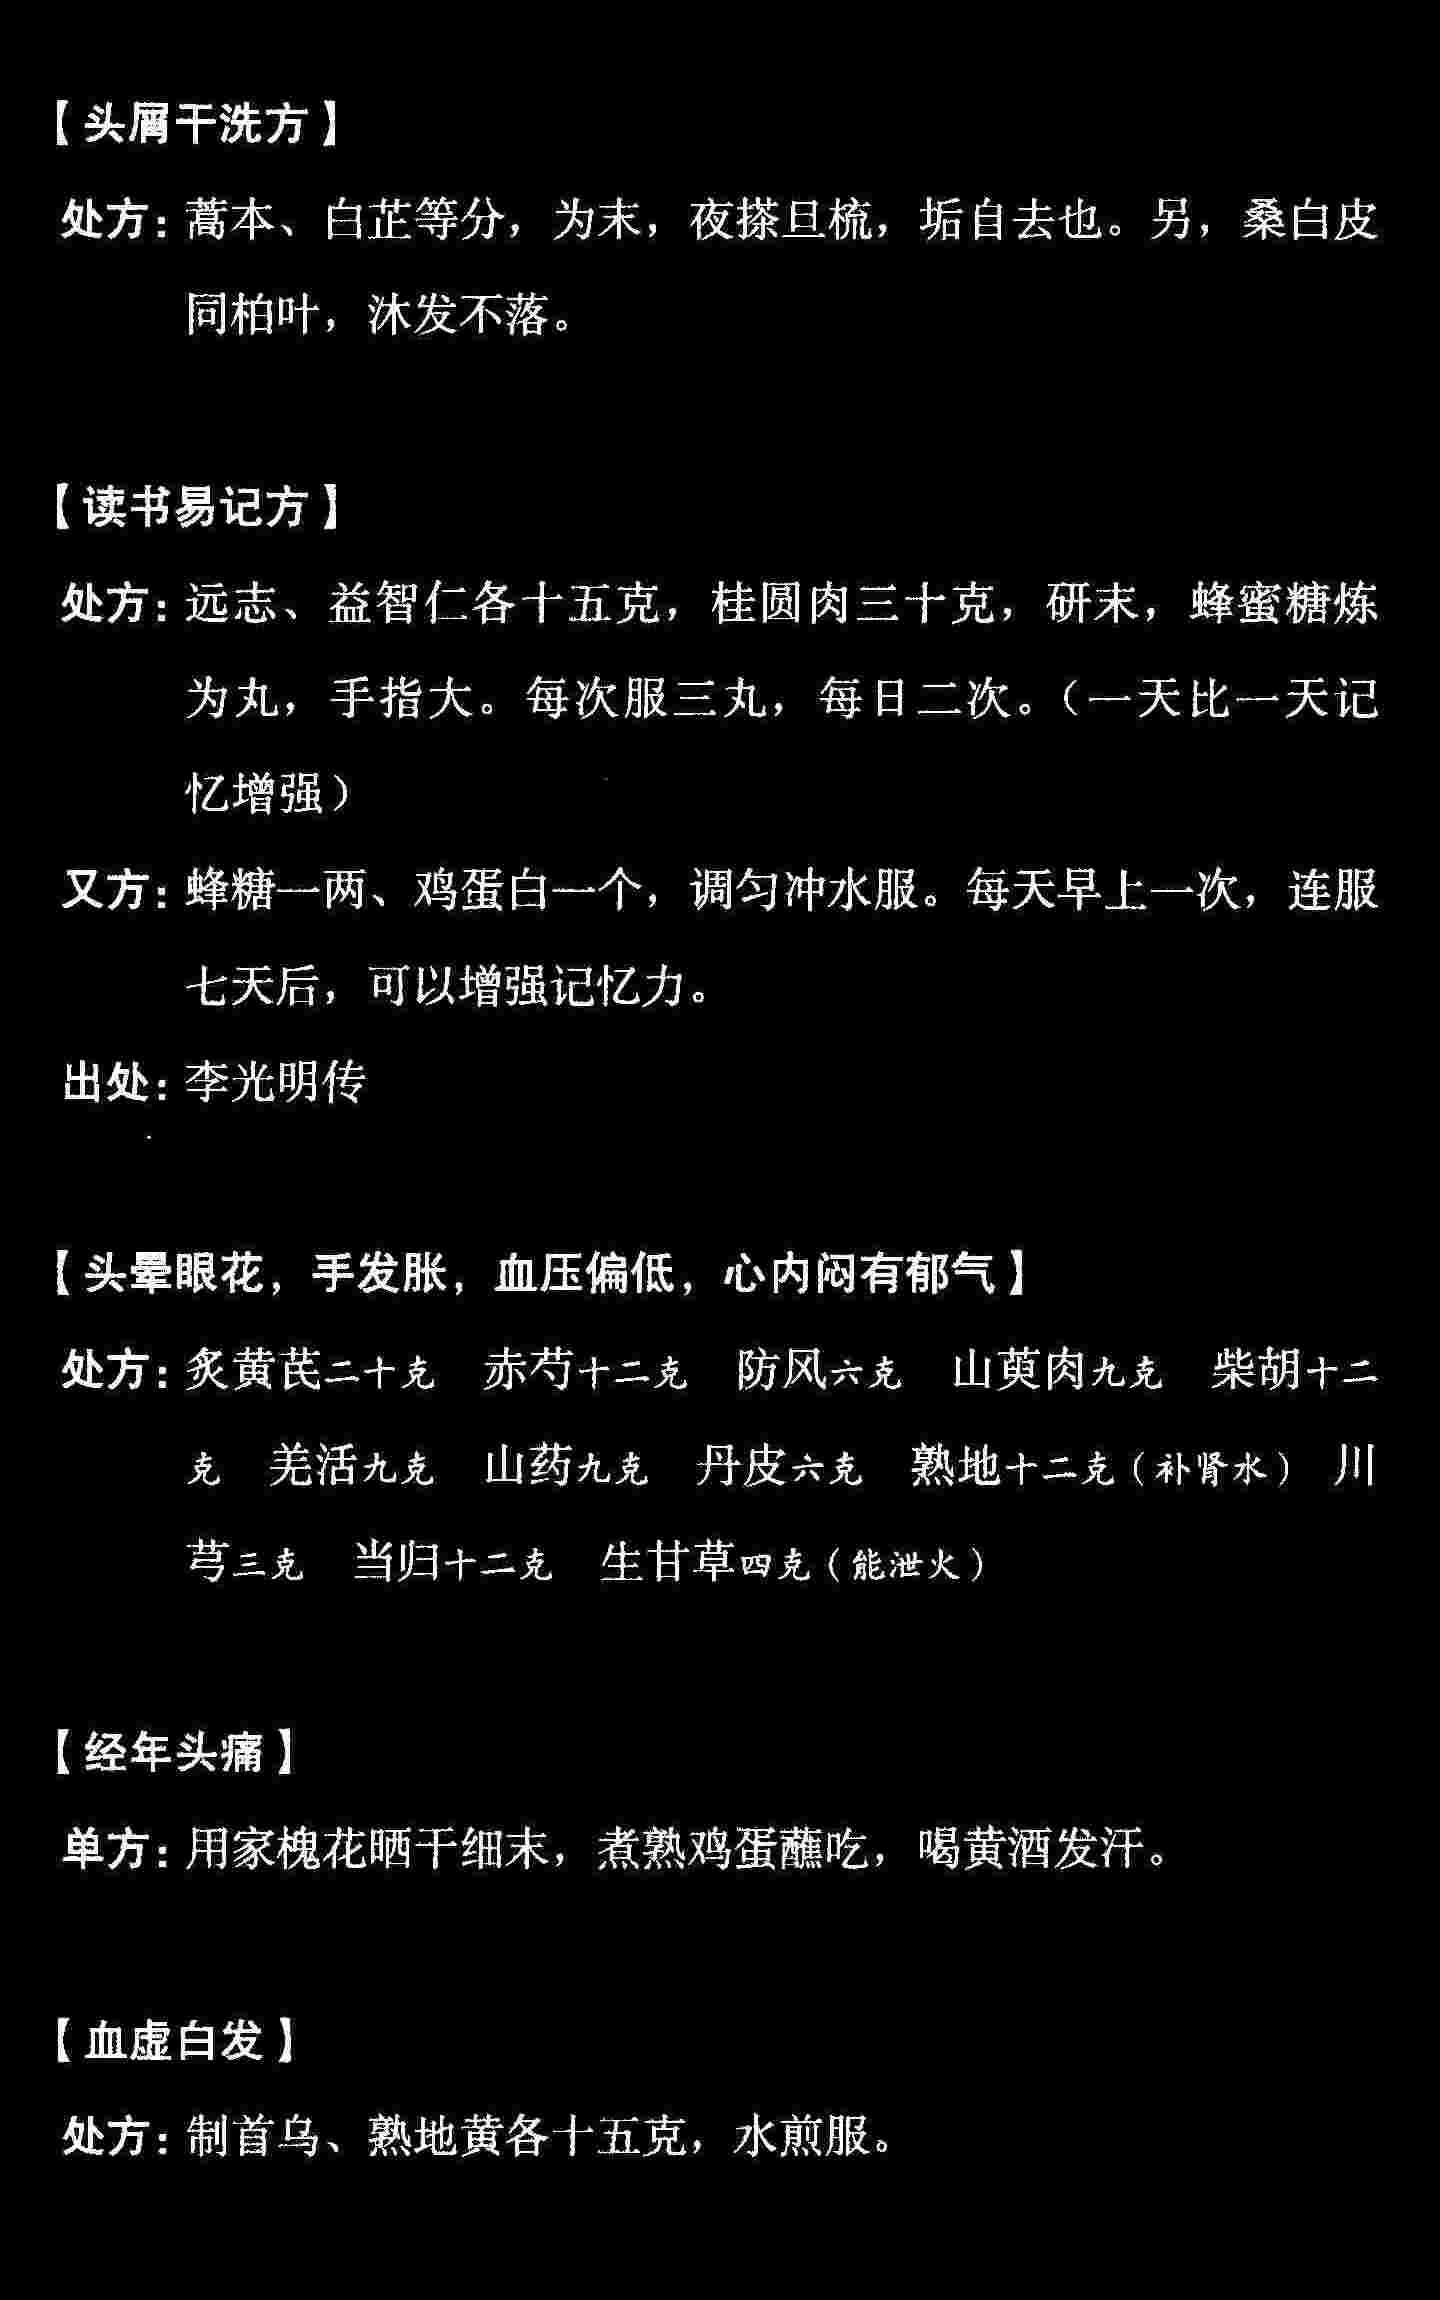 【头屑干洗方】
处方：蒿本、白芷等分，为末，夜搽旦梳，垢自去也。另，桑白皮
同柏叶，沐发不落。
【读书易记方】
处方：远志、益智仁各十五克，桂圆肉三十克，研末，蜂蜜糖炼
为丸，手指大。每次服三丸，每日二次。（一天比一天记
忆增强）
又方：蜂糖一两、鸡蛋白一个，调匀冲水服。每天早上一次，连服
七天后，可以增强记忆力。
出处：李光明传
【头晕眼花，手发胀，血压偏低，心内闷有郁气】
处方：炙黄芪二十克 赤芍十二克 防风六克 山萸肉九克 柴胡十二
克 羌活九克 山药九克 丹皮六克 熟地十二克（补肾水） 川
芎三克 当归十二克 生甘草四克（能泄火）
【经年头痛】
单方：用家槐花晒干细末，煮熟鸡蛋蘸吃，喝黄酒发汗。
【血虚白发】
处方：制首乌、熟地黄各十五克，水煎服。